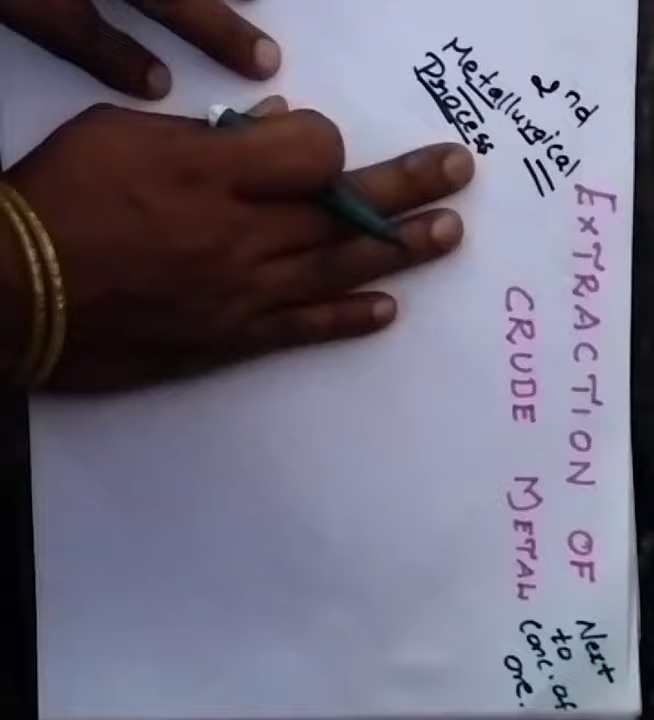 2nd
Metallurgical
Process
EXTRACTION OF
CRUDE METAL
Next
to
conc. of
ore.